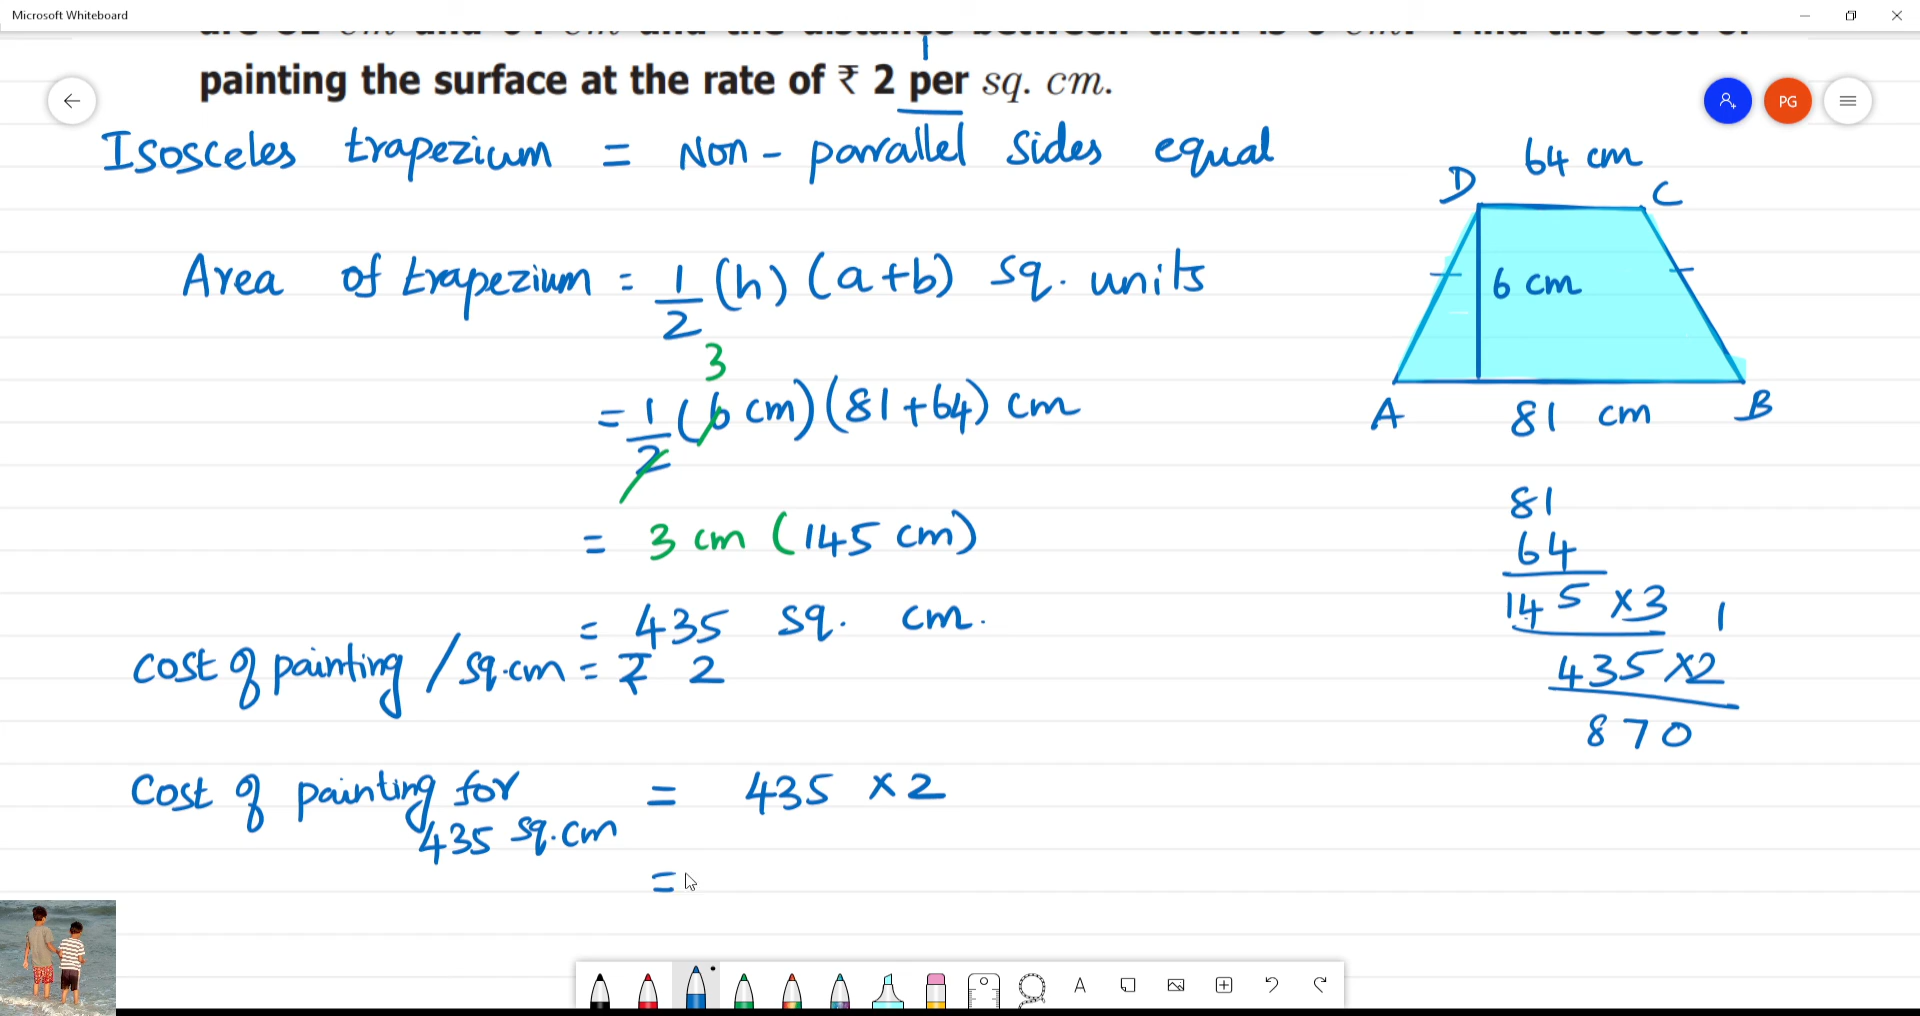 Microsoft Whiteboard
painting the surface at the rate of ₹ 2 per sq. cm.
PG
Isosceles trapezium = Non-parallel sides equal
64 cm
D
C
Area of trapezium = 1/2 (h) (a+b) sq. units
6 cm
3
= 1/2 (6 cm) (81+64) cm
A
81 cm
B
= 3 cm (145 cm)
= 435 sq. cm.
Cost of painting / sq.cm = ₹ 2
Cost of painting for
435 sq.cm
= 435 × 2
=
81
64
145 ×3
1
435 ×2
870
A